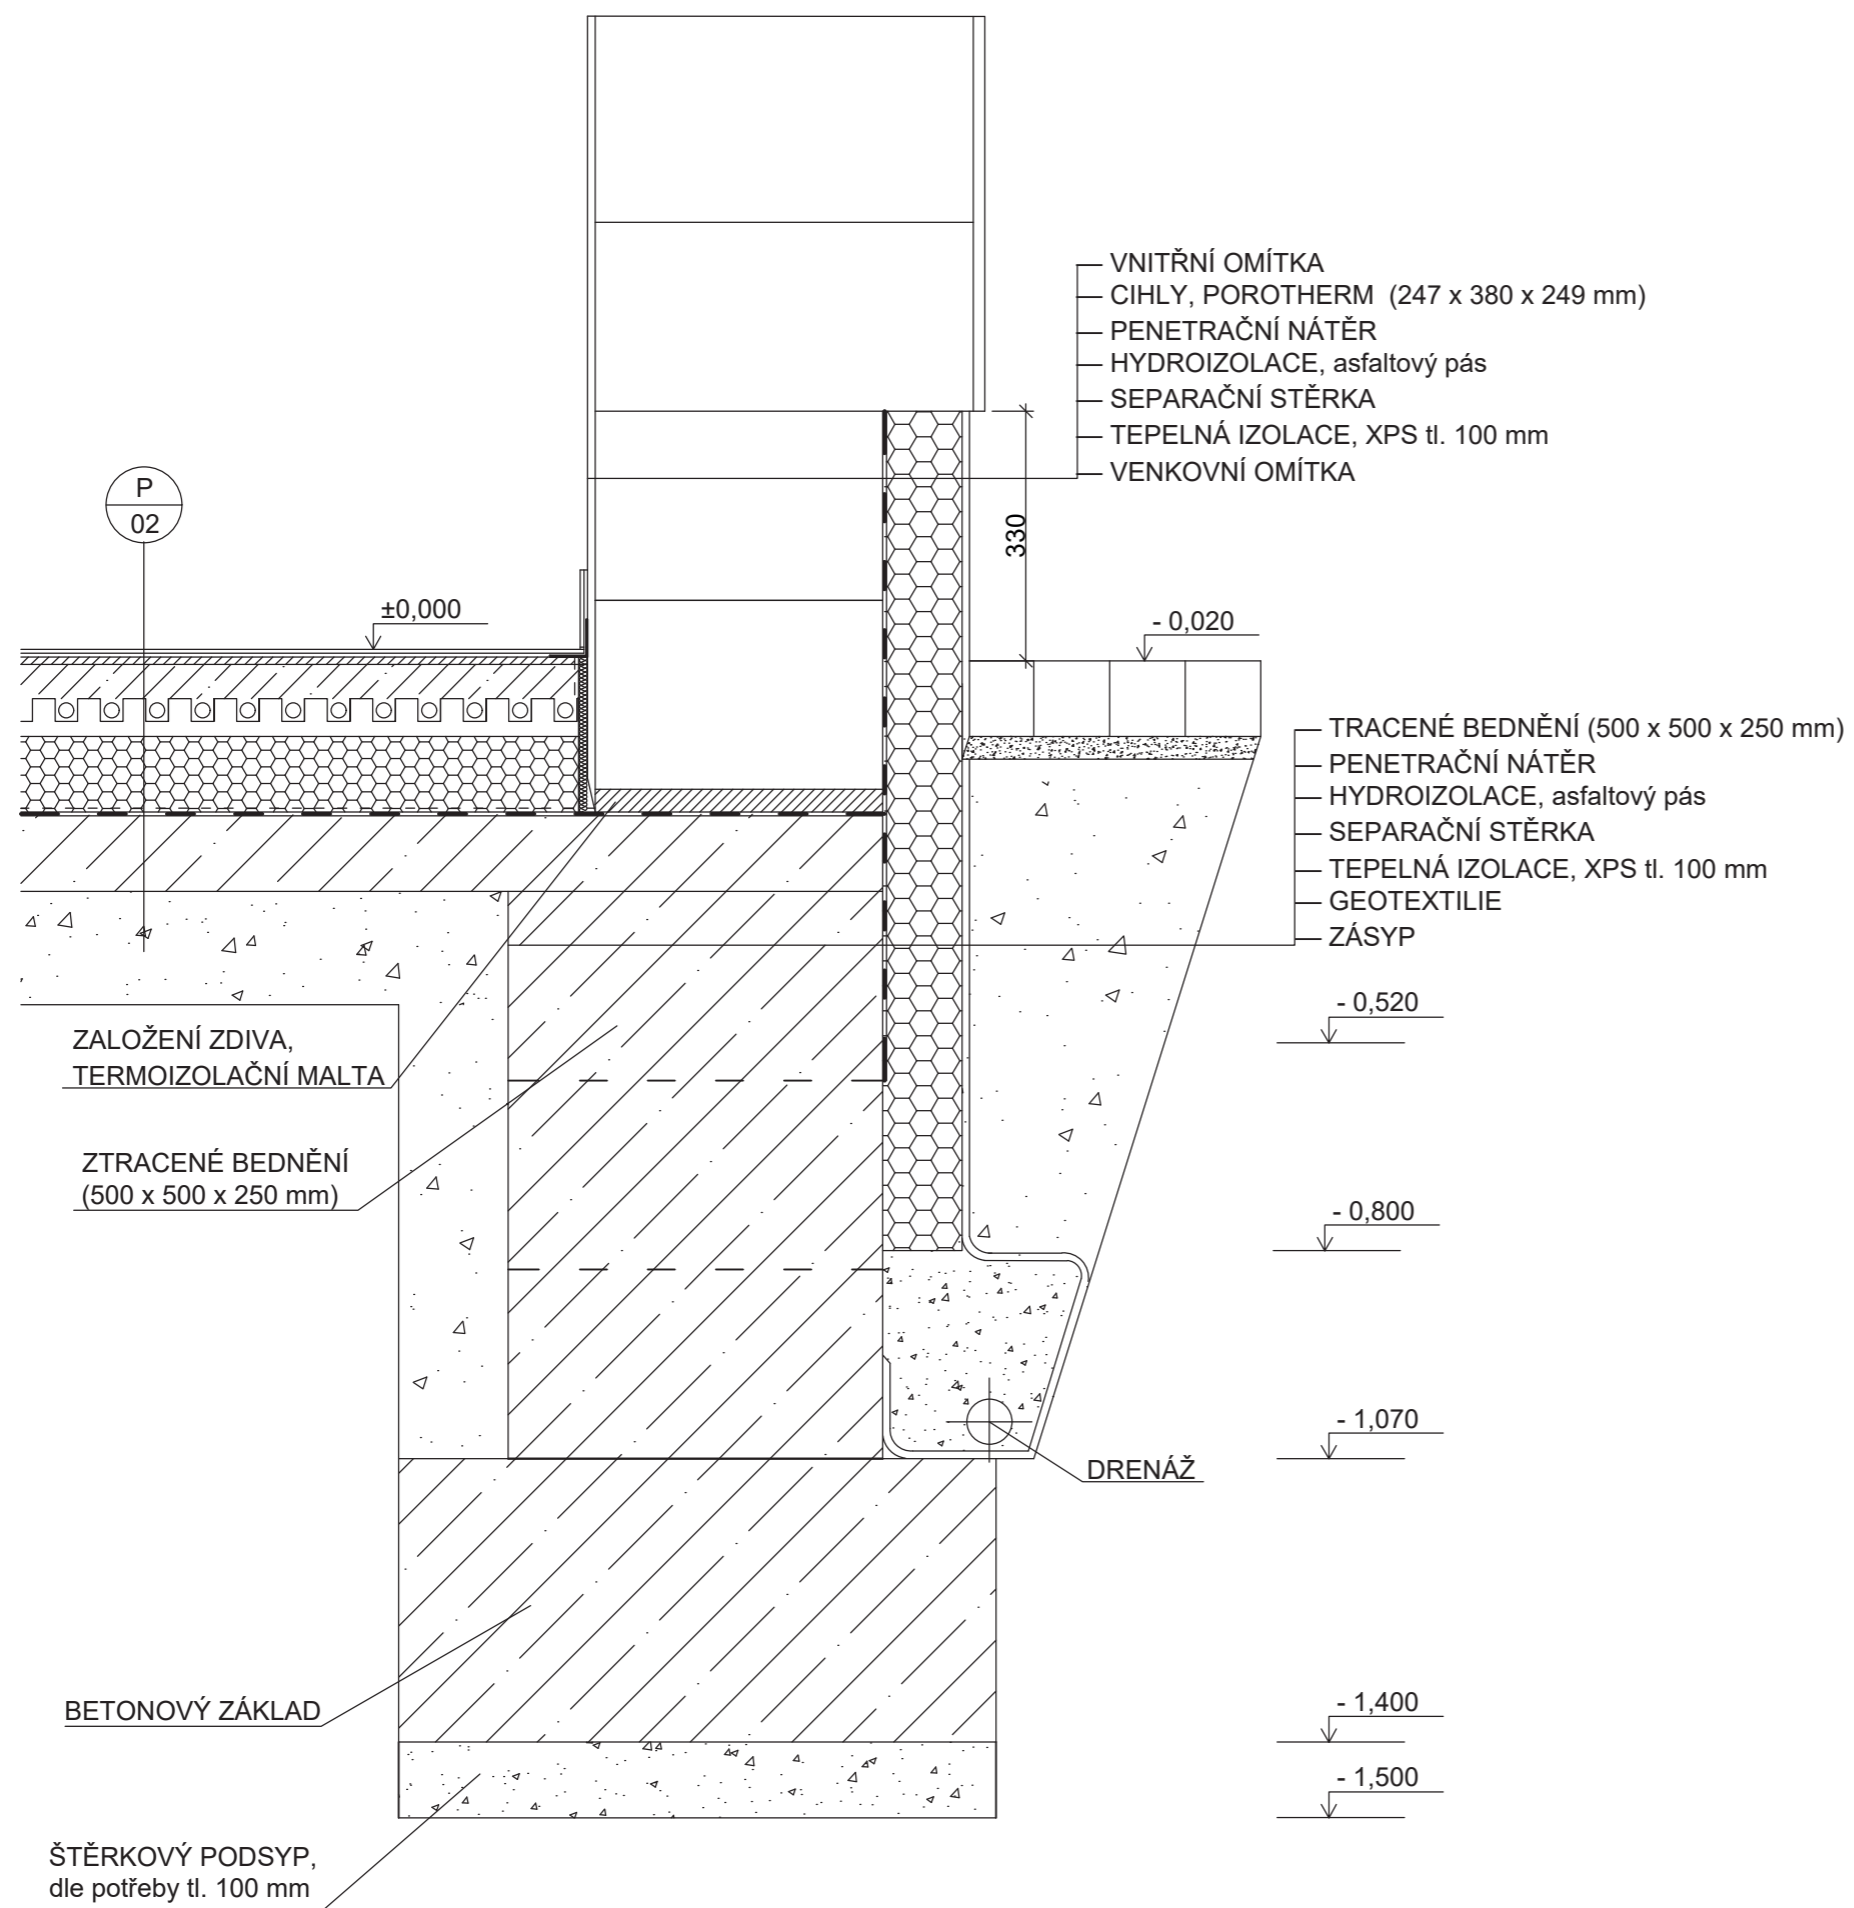 VNITŘNÍ OMÍTKA
CIHLY, POROTHERM (247 x 380 x 249 mm)
PENETRAČNÍ NÁTĚR
HYDROIZOLACE, asfaltový pás
SEPARAČNÍ STĚRKA
TEPELNÁ IZOLACE, XPS tl. 100 mm
VENKOVNÍ OMÍTKA
P
02
330
±0,000
- 0,020
TRACENÉ BEDNĚNÍ (500 x 500 x 250 mm)
PENETRAČNÍ NÁTĚR
HYDROIZOLACE, asfaltový pás
SEPARAČNÍ STĚRKA
TEPELNÁ IZOLACE, XPS tl. 100 mm
GEOTEXTILIE
ZÁSYP
- 0,520
ZALOŽENÍ ZDIVA,
TERMOIZOLAČNÍ MALTA
ZTRACENÉ BEDNĚNÍ
(500 x 500 x 250 mm)
- 0,800
- 1,070
DRENÁŽ
BETONOVÝ ZÁKLAD
- 1,400
- 1,500
ŠTĚRKOVÝ PODSYP,
dle potřeby tl. 100 mm